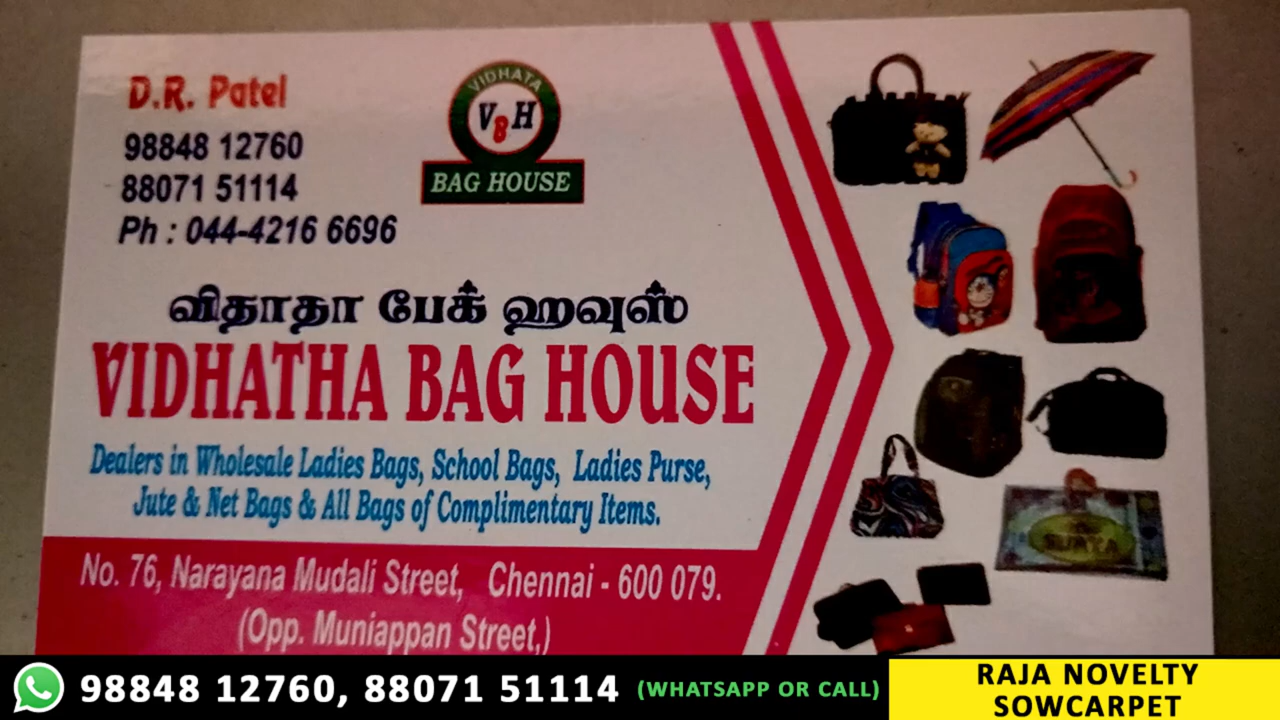 D.R. Patel
98848 12760
88071 51114
Ph : 044-4216 6696
VIDHATA
VBH
BAG HOUSE
விதாதா பேக் ஹவுஸ்
VIDHATHA BAG HOUSE
Dealers in Wholesale Ladies Bags, School Bags, Ladies Purse,
Jute & Net Bags & All Bags of Complimentary Items.
No. 76, Narayana Mudali Street, Chennai - 600 079.
(Opp. Muniappan Street,)
98848 12760, 88071 51114 (WHATSAPP OR CALL)
RAJA NOVELTY
SOWCARPET